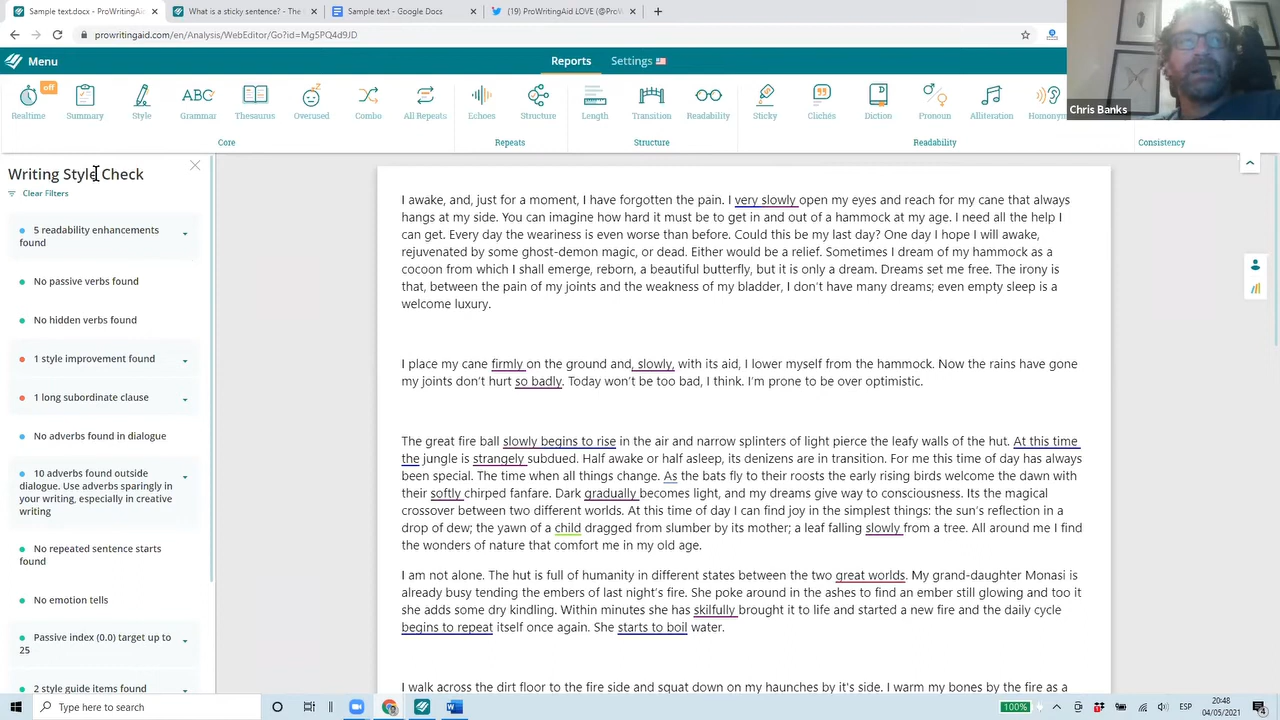 Sample text.docx - ProWritingAid
What is a sticky sentence? - The
Sample text - Google Docs
(19) ProWritingAid LOVE (@ProW
prowritingaid.com/en/Analysis/WebEditor/Go?id=Mg5PQ4d9JD
Menu
Reports
Settings
off
Realtime
Summary
Style
ABC
Grammar
Thesaurus
Overused
Combo
All Repeats
Echoes
Structure
Length
Transition
Readability
Sticky
Clichés
Diction
Pronoun
Alliteration
Homonym
Chris Banks
Core
Repeats
Structure
Readability
Consistency
Writing Style Check
Clear Filters
5 readability enhancements
found
No passive verbs found
No hidden verbs found
1 style improvement found
1 long subordinate clause
No adverbs found in dialogue
10 adverbs found outside
dialogue. Use adverbs sparingly in
your writing, especially in creative
writing
No repeated sentence starts
found
No emotion tells
Passive index (0.0) target up to
25
2 style guide items found
I awake, and, just for a moment, I have forgotten the pain. I very slowly open my eyes and reach for my cane that always
hangs at my side. You can imagine how hard it must be to get in and out of a hammock at my age. I need all the help I
can get. Every day the weariness is even worse than before. Could this be my last day? One day I hope I will awake,
rejuvenated by some ghost-demon magic, or dead. Either would be a relief. Sometimes I dream of my hammock as a
cocoon from which I shall emerge, reborn, a beautiful butterfly, but it is only a dream. Dreams set me free. The irony is
that, between the pain of my joints and the weakness of my bladder, I don't have many dreams; even empty sleep is a
welcome luxury.
I place my cane firmly on the ground and, slowly, with its aid, I lower myself from the hammock. Now the rains have gone
my joints don't hurt so badly. Today won't be too bad, I think. I'm prone to be over optimistic.
The great fire ball slowly begins to rise in the air and narrow splinters of light pierce the leafy walls of the hut. At this time
the jungle is strangely subdued. Half awake or half asleep, its denizens are in transition. For me this time of day has always
been special. The time when all things change. As the bats fly to their roosts the early rising birds welcome the dawn with
their softly chirped fanfare. Dark gradually becomes light, and my dreams give way to consciousness. Its the magical
crossover between two different worlds. At this time of day I can find joy in the simplest things: the sun's reflection in a
drop of dew; the yawn of a child dragged from slumber by its mother; a leaf falling slowly from a tree. All around me I find
the wonders of nature that comfort me in my old age.
I am not alone. The hut is full of humanity in different states between the two great worlds. My grand-daughter Monasi is
already busy tending the embers of last night's fire. She poke around in the ashes to find an ember still glowing and too it
she adds some dry kindling. Within minutes she has skilfully brought it to life and started a new fire and the daily cycle
begins to repeat itself once again. She starts to boil water.
I walk across the dirt floor to the fire side and squat down on my haunches by it's side. I warm my bones by the fire as a
Type here to search
100%
ESP
20:48
04/05/2021